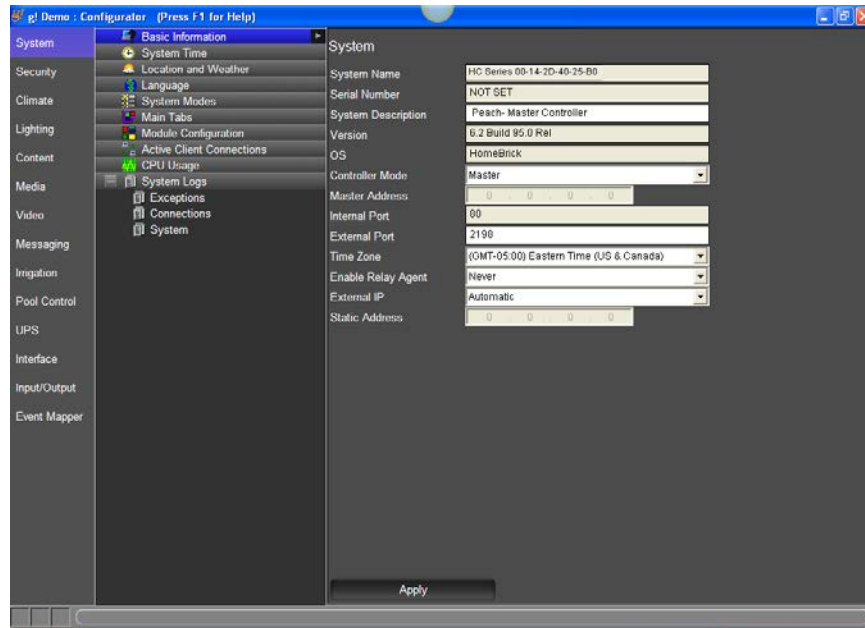 g! Demo : Configurator (Press F1 for Help)
System
Security
Climate
Lighting
Content
Media
Video
Messaging
Irrigation
Pool Control
UPS
Interface
Input/Output
Event Mapper
Basic Information
System Time
Location and Weather
Language
System Modes
Main Tabs
Module Configuration
Active Client Connections
CPU Usage
System Logs
Exceptions
Connections
System
System
System Name HC Series 00-14-2D-40-25-B0
Serial Number NOT SET
System Description Peach- Master Controller
Version 6.2 Build 95.0 Rel
OS HomeBrick
Controller Mode Master
Master Address 0 . 0 . 0 . 0
Internal Port 80
External Port 2198
Time Zone (GMT-05:00) Eastern Time (US & Canada)
Enable Relay Agent Never
External IP Automatic
Static Address 0 . 0 . 0 . 0
Apply